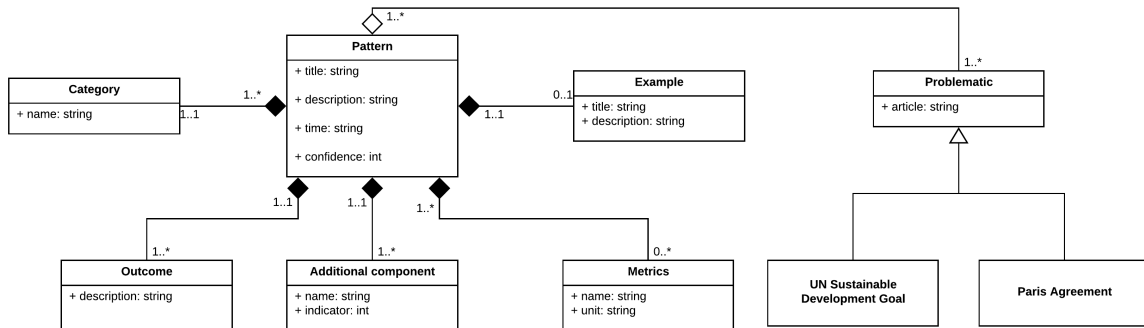 1..*
Pattern
+ title: string
+ description: string
+ time: string
+ confidence: int
Category
+ name: string
1..*
1..1
Example
+ title: string
+ description: string
0..1
1..1
1..*
Problematic
+ article: string
1..1
1..1
1..*
1..*
1..*
0..*
Outcome
+ description: string
Additional component
+ name: string
+ indicator: int
Metrics
+ name: string
+ unit: string
UN Sustainable
Development Goal
Paris Agreement